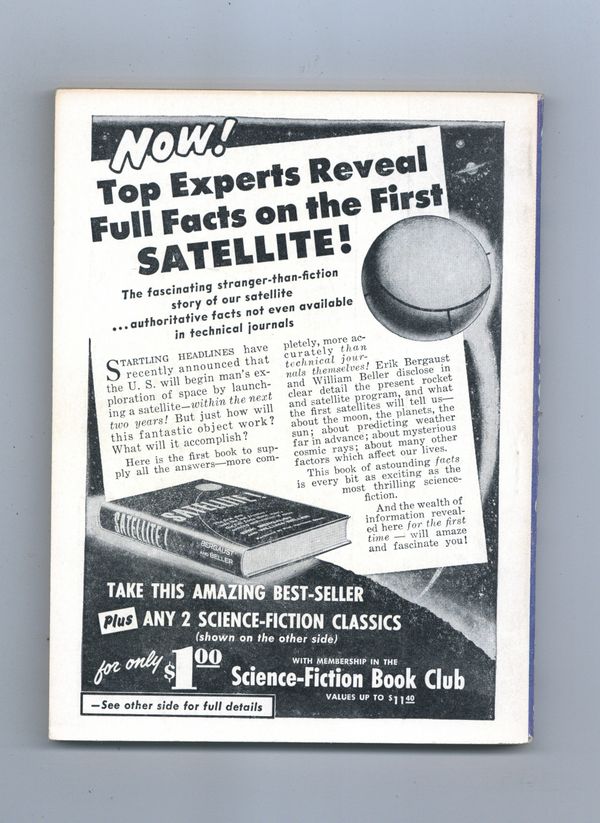 NOW!
Top Experts Reveal
Full Facts on the First
SATELLITE!
The fascinating stranger-than-fiction
story of our satellite
...authoritative facts not even available
in technical journals
STARTLING HEADLINES have
recently announced that
the U. S. will begin man's ex-
ploration of space by launch-
ing a satellite—within the next
two years! But just how will
this fantastic object work?
What will it accomplish?
Here is the first book to sup-
ply all the answers—more com-
pletely, more ac-
curately than
technical jour-
nals themselves! Erik Bergaust
and William Beller disclose in
clear detail the present rocket
and satellite program, and what
the first satellites will tell us—
about the moon, the planets, the
sun; about predicting weather
far in advance; about mysterious
cosmic rays; about many other
factors which affect our lives.
This book of astounding facts
is every bit as exciting as the
most thrilling science-
fiction.
And the wealth of
information reveal-
ed here for the first
time — will amaze
and fascinate you!
SATELLITE!
SATELLITE!
BERGAUST
AND BELLER
TAKE THIS AMAZING BEST-SELLER
Plus ANY 2 SCIENCE-FICTION CLASSICS
(shown on the other side)
for only $1.00
WITH MEMBERSHIP IN THE
Science-Fiction Book Club
VALUES UP TO $11.40
—See other side for full details